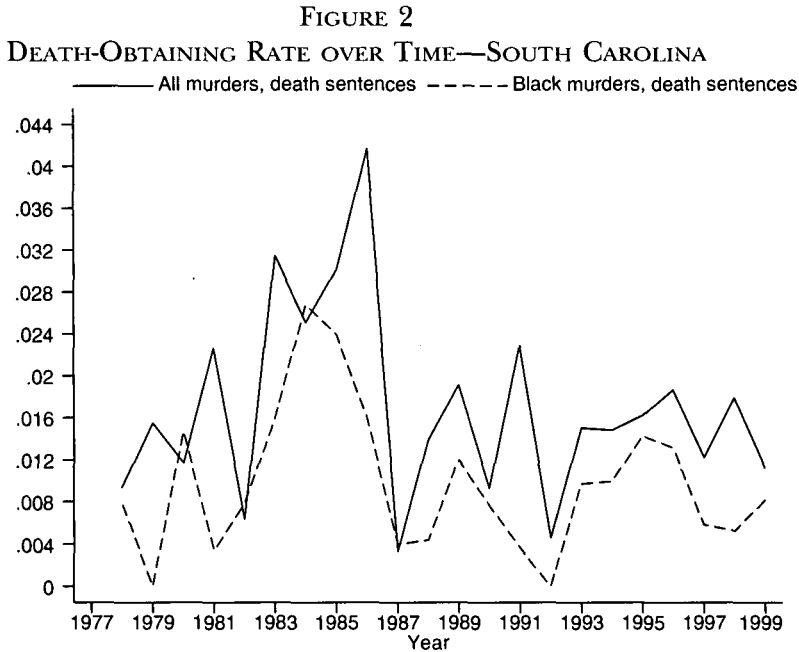 FIGURE 2
DEATH-OBTAINING RATE OVER TIME—SOUTH CAROLINA
All murders, death sentences Black murders, death sentences
.044
.04
.036
.032
.028
.024
.02
.016
.012
.008
.004
0
1977 1979 1981 1983 1985 1987 1989 1991 1993 1995 1997 1999
Year